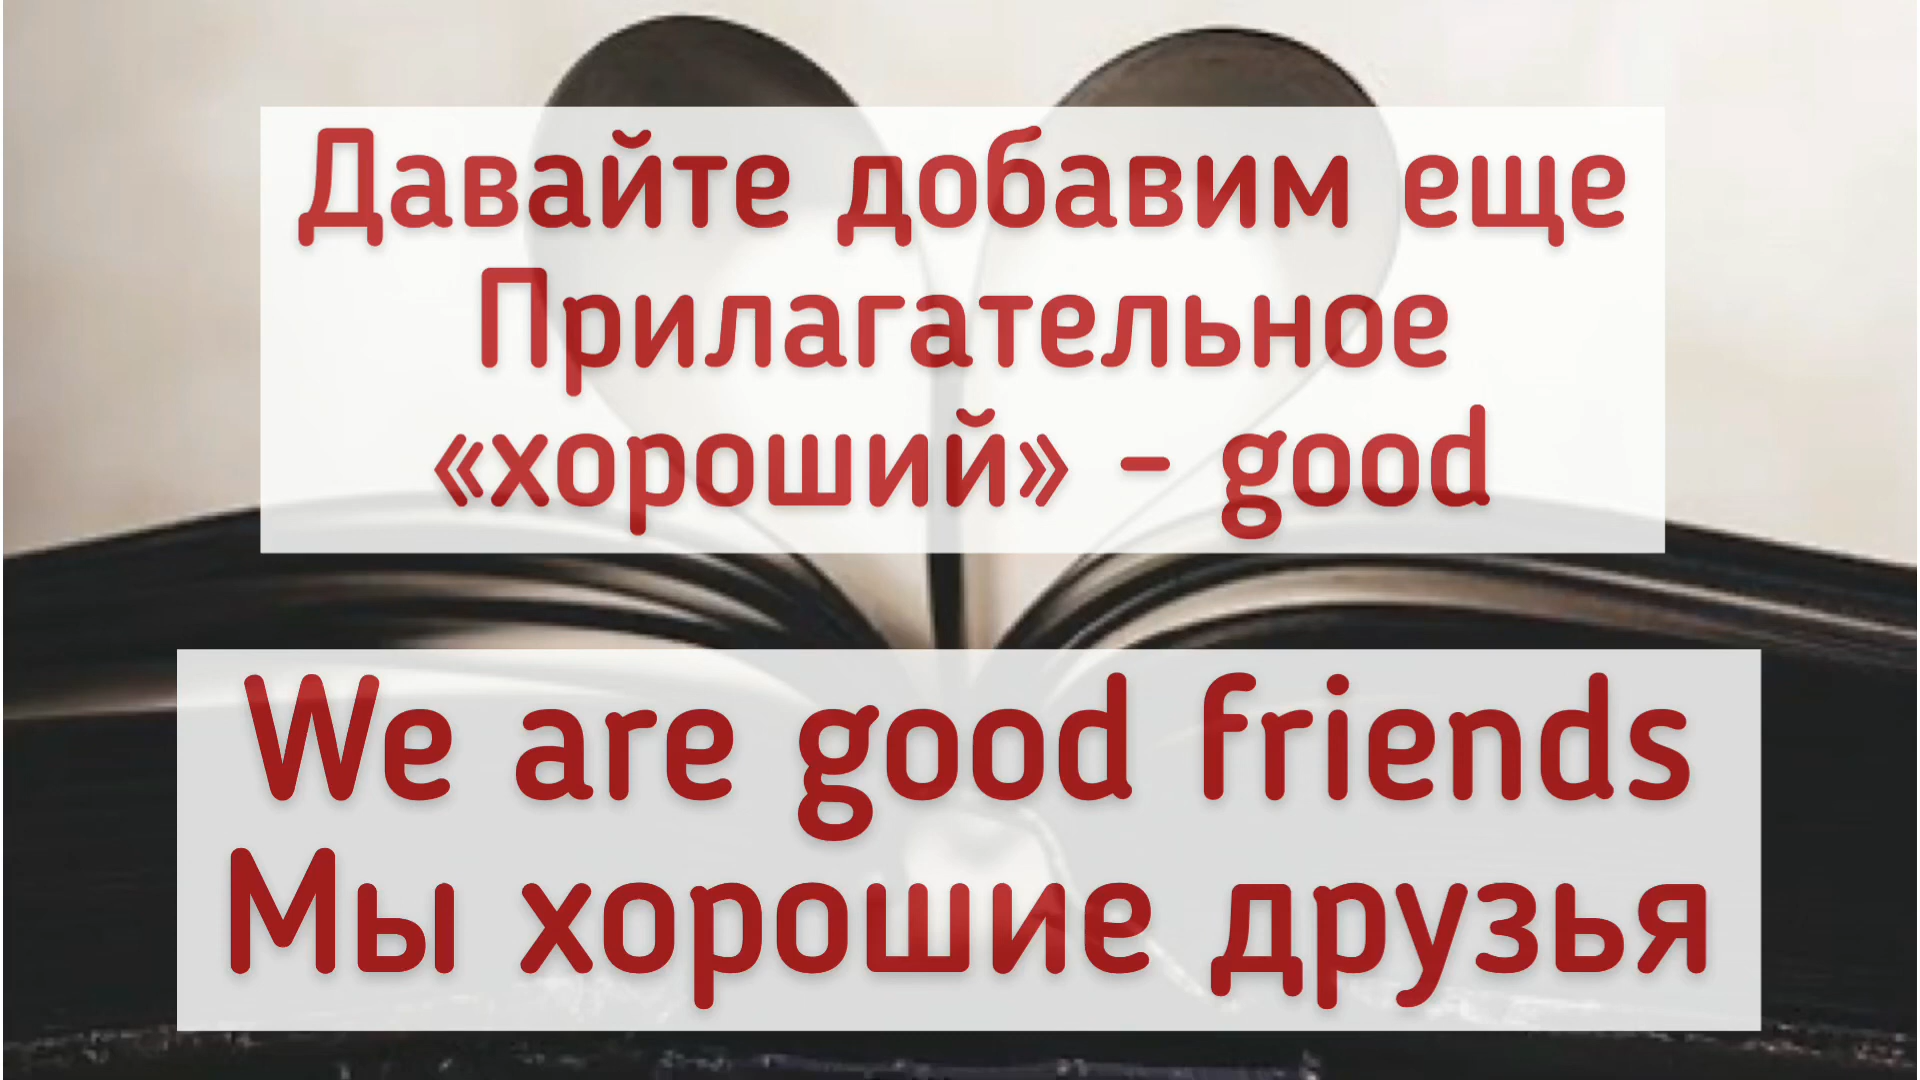 Давайте добавим еще
Прилагательное
«хороший» - good
We are good friends
Мы хорошие друзья